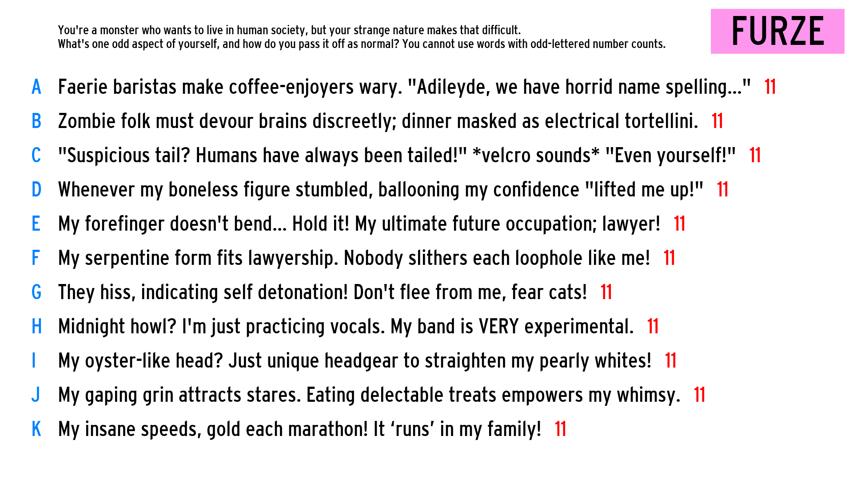 You're a monster who wants to live in human society, but your strange nature makes that difficult.
What's one odd aspect of yourself, and how do you pass it off as normal? You cannot use words with odd-lettered number counts.
FURZE
A Faerie baristas make coffee-enjoyers wary. "Adileyde, we have horrid name spelling..." 11
B Zombie folk must devour brains discreetly; dinner masked as electrical tortellini. 11
C "Suspicious tail? Humans have always been tailed!" *velcro sounds* "Even yourself!" 11
D Whenever my boneless figure stumbled, ballooning my confidence "lifted me up!" 11
E My forefinger doesn't bend... Hold it! My ultimate future occupation; lawyer! 11
F My serpentine form fits lawyership. Nobody slithers each loophole like me! 11
G They hiss, indicating self detonation! Don't flee from me, fear cats! 11
H Midnight howl? I'm just practicing vocals. My band is VERY experimental. 11
I My oyster-like head? Just unique headgear to straighten my pearly whites! 11
J My gaping grin attracts stares. Eating delectable treats empowers my whimsy. 11
K My insane speeds, gold each marathon! It ‘runs’ in my family! 11